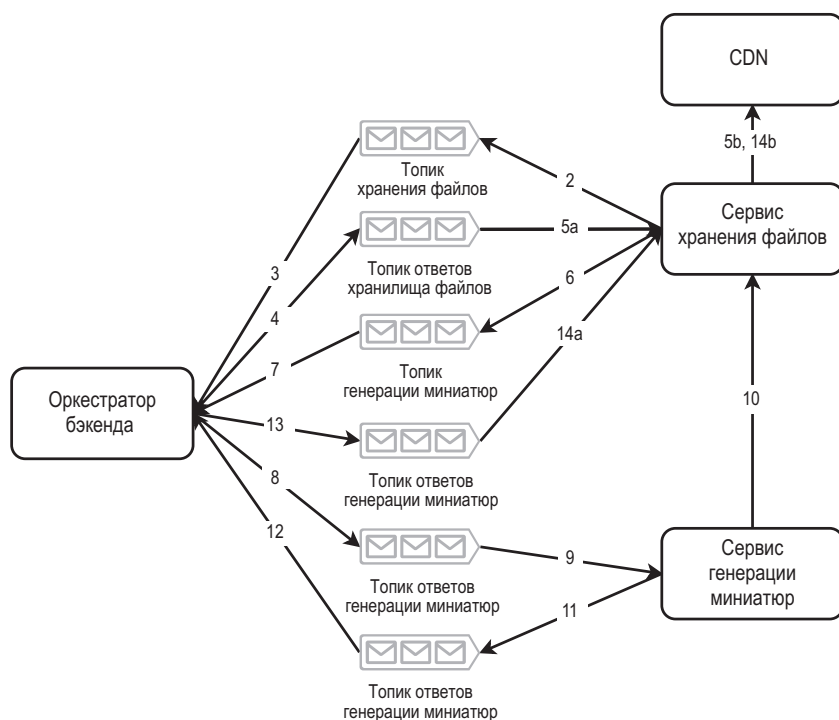 CDN
5b, 14b
2
Топик
хранения файлов
Сервис
хранения файлов
5a
3
Топик ответов
хранилища файлов
6
4
14a
7
Топик
генерации миниатюр
10
Оркестратор
бэкенда
13
Топик ответов
генерации миниатюр
8
12
9
Сервис
генерации
миниатюр
Топик ответов
генерации миниатюр
11
Топик ответов
генерации миниатюр